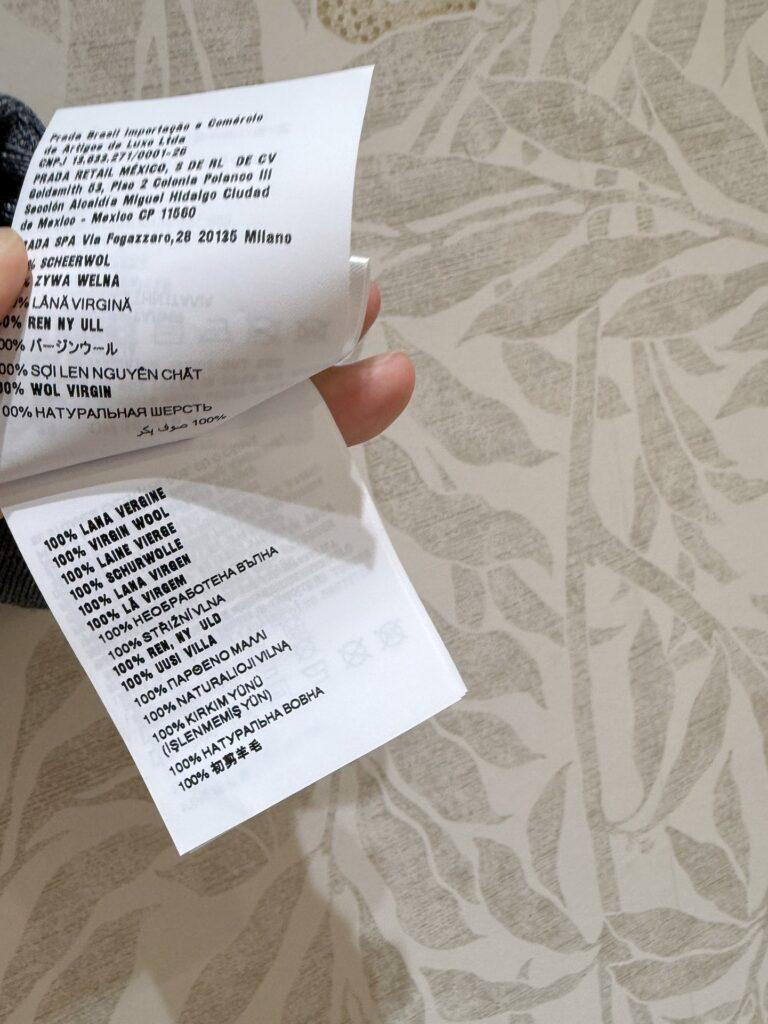 Prada Brasil Importação e Comércio
de Artigos de Luxo Ltda
CNPJ 13.633.271/0001-26
PRADA RETAIL MÉXICO, S DE RL DE CV
Goldsmith 53, Piso 2 Colonia Polanco III
Sección Alcaldía Miguel Hidalgo Ciudad
de Mexico - Mexico CP 11560
ADA SPA Via Fogazzaro,28 20135 Milano
% SCHEERWOL
% ZYWA WELNA
% LÂNĂ VIRGINĂ
0% REN NY ULL
00% バージンウール
00% SỢI LEN NGUYÊN CHẤT
00% WOL VIRGIN
100% НАТУРАЛЬНАЯ ШЕРСТЬ
100% صوف بكر
100% LANA VERGINE
100% VIRGIN WOOL
100% LAINE VIERGE
100% SCHURWOLLE
100% LANA VIRGEN
100% LÃ VIRGEM
100% НЕОБРАБОТЕНА ВЪЛНА
100% STŘIŽNÍ VLNA
100% REN, NY ULD
100% UUSI VILLA
100% ΠΑΡΘΕΝΟ ΜΑΛΛΙ
100% NATURALIOJI VILNĄ
100% KIRKIM YÜNÜ
(İŞLENMEMİŞ YÜN)
100% НАТУРАЛЬНА ВОВНА
100% 初剪羊毛